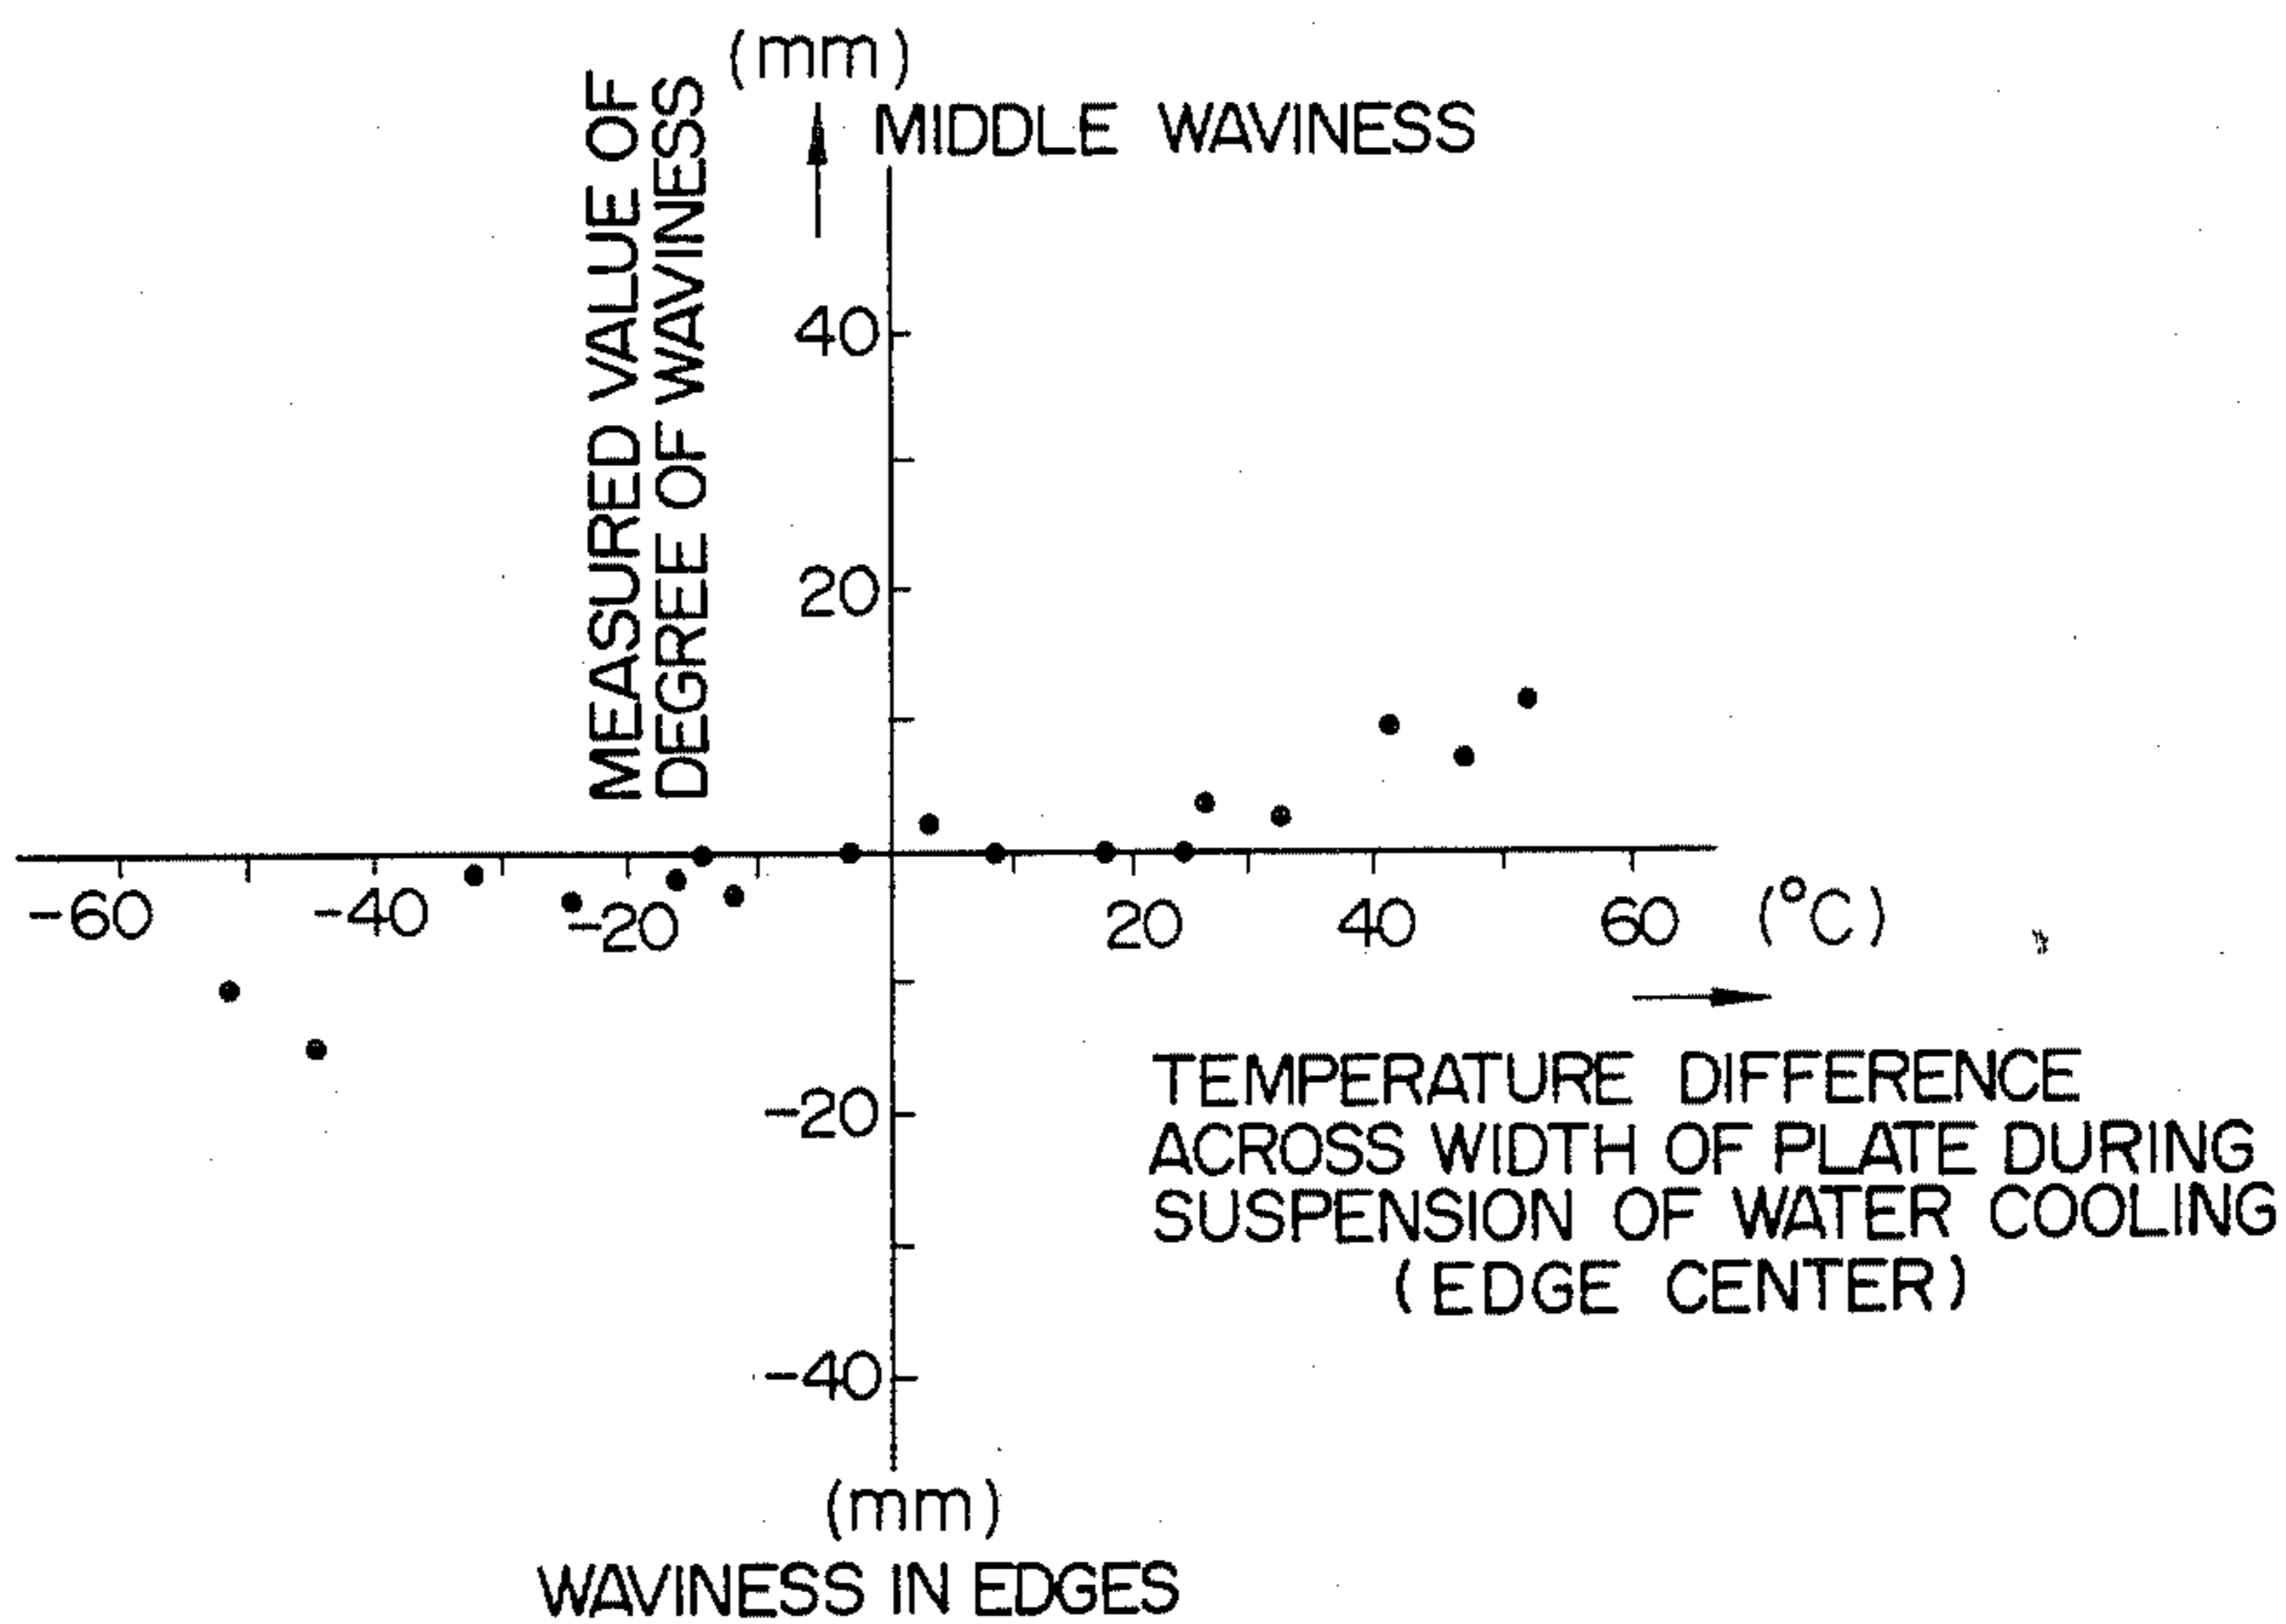 (mm)
MIDDLE WAVINESS
MEASURED VALUE OF
DEGREE OF WAVINESS
40
20
-60
-40
-20
20
40
60
(°C)
-20
-40
TEMPERATURE DIFFERENCE
ACROSS WIDTH OF PLATE DURING
SUSPENSION OF WATER COOLING
(EDGE CENTER)
(mm)
WAVINESS IN EDGES